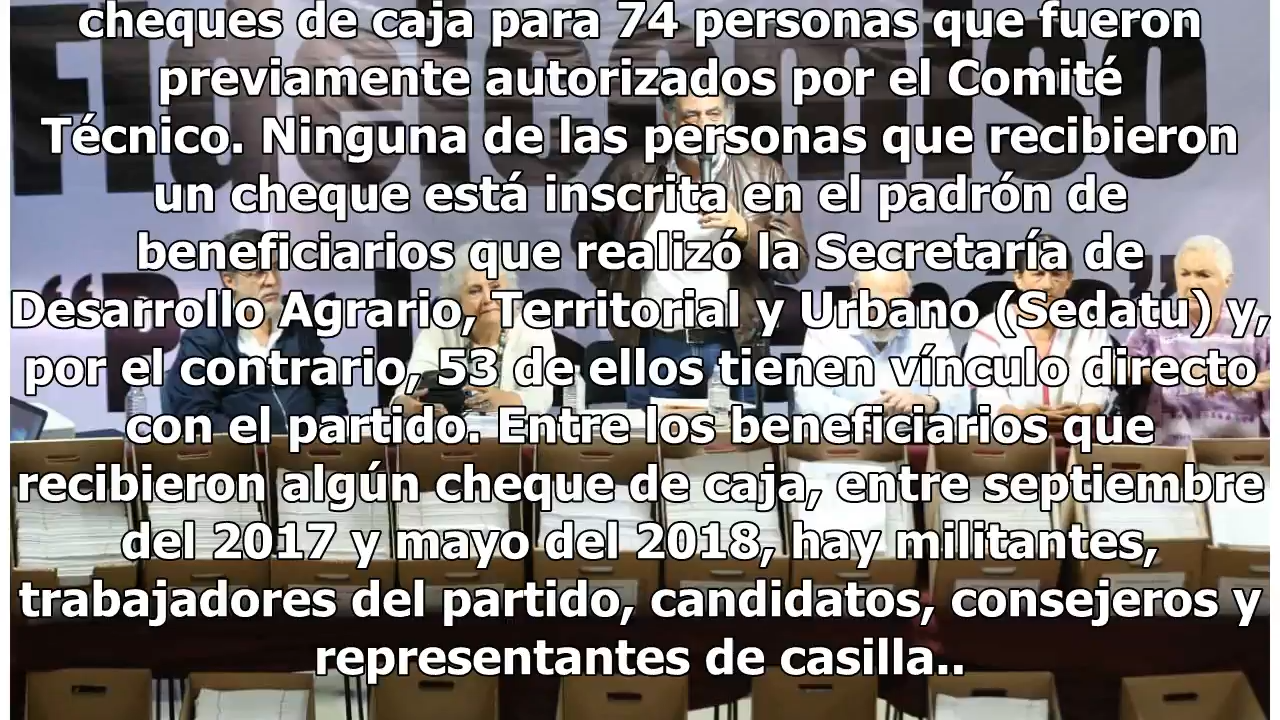 cheques de caja para 74 personas que fueron
previamente autorizados por el Comité
Técnico. Ninguna de las personas que recibieron
un cheque está inscrita en el padrón de
beneficiarios que realizó la Secretaría de
Desarrollo Agrario, Territorial y Urbano (Sedatu) y,
por el contrario, 53 de ellos tienen vínculo directo
con el partido. Entre los beneficiarios que
recibieron algún cheque de caja, entre septiembre
del 2017 y mayo del 2018, hay militantes,
trabajadores del partido, candidatos, consejeros y
representantes de casilla..
Fideicomiso